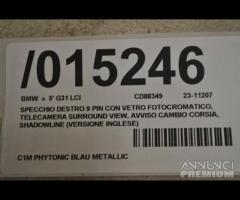 /015246
BMW » 5' G31 LCI CD88349 23-11207
SPECCHIO DESTRO 9 PIN CON VETRO FOTOCROMATICO,
TELECAMERA SURROUND VIEW, AVVISO CAMBIO CORSIA,
SHADOWLINE (VERSIONE INGLESE)
C1M PHYTONIC BLAU METALLIC
ANNUNCI
PREMIUM